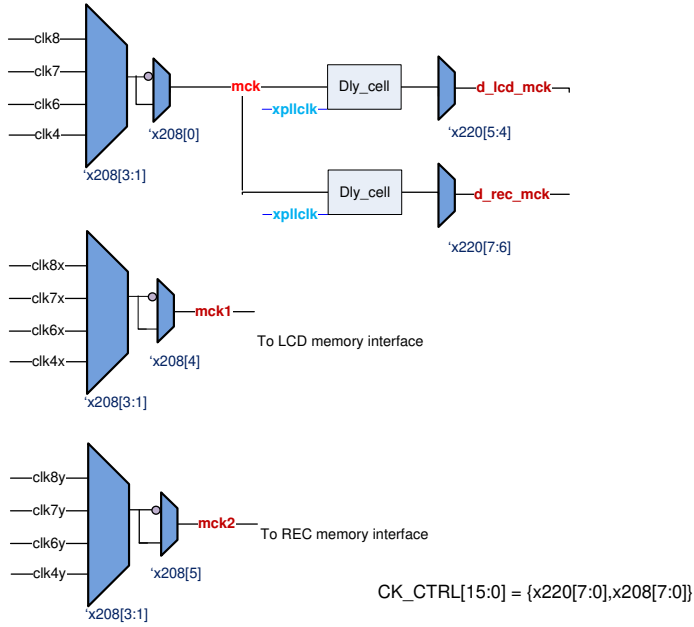 clk8
clk7
clk6
clk4
'x208[3:1]
'x208[0]
mck
xpllclk
Dly_cell
'x220[5:4]
d_lcd_mck
xpllclk
Dly_cell
'x220[7:6]
d_rec_mck
clk8x
clk7x
clk6x
clk4x
'x208[3:1]
'x208[4]
mck1
To LCD memory interface
clk8y
clk7y
clk6y
clk4y
'x208[3:1]
'x208[5]
mck2
To REC memory interface
CK_CTRL[15:0] = {x220[7:0],x208[7:0]}